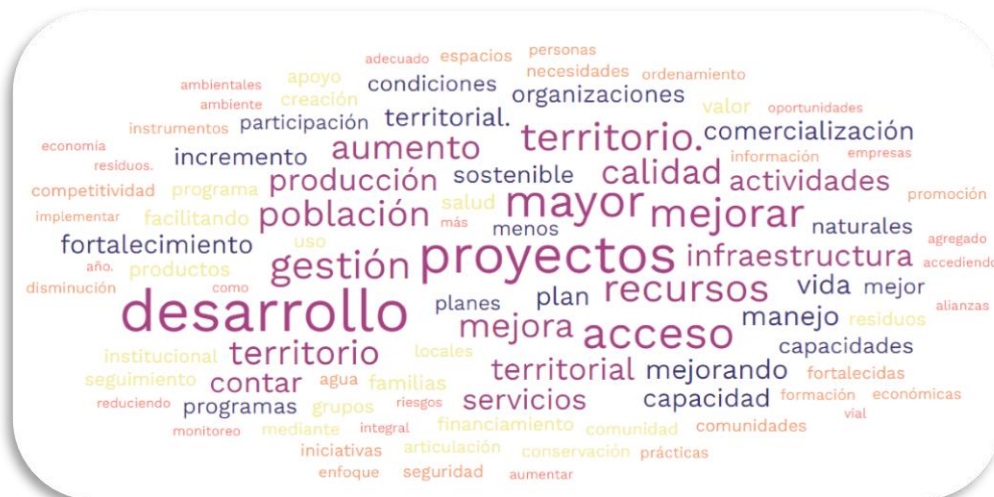 adecuado espacios personas
ambientales apoyo condiciones necesidades ordenamiento
ambiente creación organizaciones valor oportunidades
instrumentos participación territorial. territorio. comercialización
economía incremento aumento información empresas
residuos. producción sostenible calidad actividades
competitividad programa salud mayor mejorar promoción
implementar facilitando población más menos naturales
fortalecimiento uso proyectos infraestructura agregado
año. productos gestión accediendo
disminución como recursos vida mejor
desarrollo planes plan alianzas
mejora acceso manejo residuos
institucional territorio locales capacidades
seguimiento contar agua familias territorial mejorando fortalecidas
reduciendo programas grupos riesgos servicios capacidad formación económicas
monitoreo mediante integral financiamiento comunidad comunidades vial
iniciativas articulación conservación prácticas
enfoque seguridad aumentar